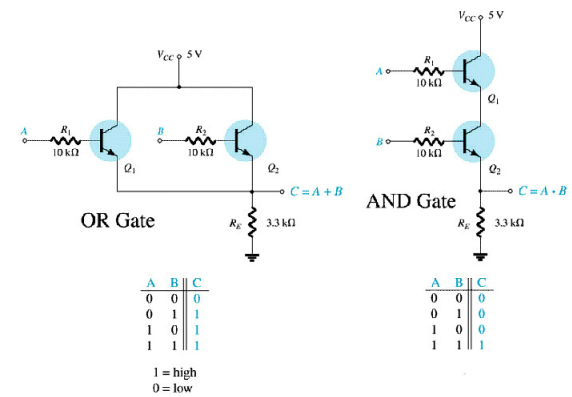 V_CC 5 V
A
R₁
10 kΩ
Q₁
B
R₂
10 kΩ
Q₂
C = A + B
OR Gate
R_E
3.3 kΩ
A B C
0 0 0
0 1 1
1 0 1
1 1 1
1 = high
0 = low
V_CC 5 V
A
R₁
10 kΩ
Q₁
B
R₂
10 kΩ
Q₂
C = A · B
AND Gate
R_E
3.3 kΩ
A B C
0 0 0
0 1 0
1 0 0
1 1 1